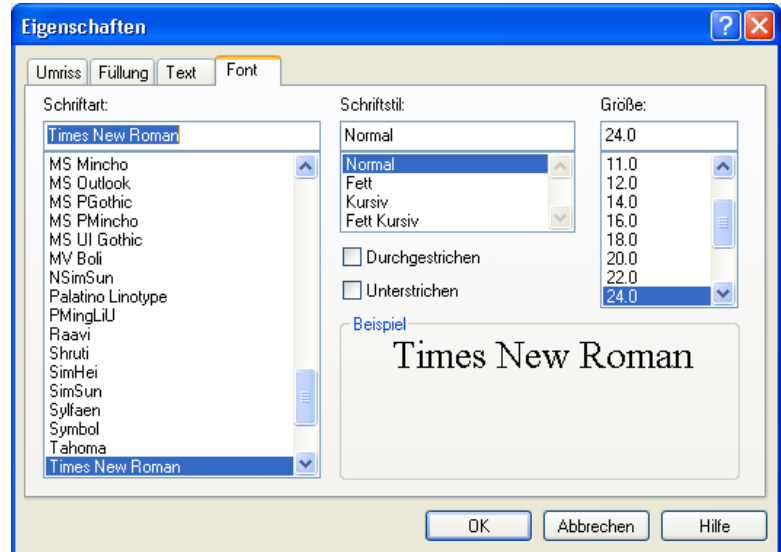 Eigenschaften
Umriss Füllung Text Font
Schriftart:
Times New Roman
MS Mincho
MS Outlook
MS PGothic
MS PMincho
MS UI Gothic
MV Boli
NSimSun
Palatino Linotype
PMingLiU
Raavi
Shruti
SimHei
SimSun
Sylfaen
Symbol
Tahoma
Times New Roman
Schriftstil:
Normal
Normal
Fett
Kursiv
Fett Kursiv
Durchgestrichen
Unterstrichen
Größe:
24.0
11.0
12.0
14.0
16.0
18.0
20.0
22.0
24.0
Beispiel
Times New Roman
OK Abbrechen Hilfe